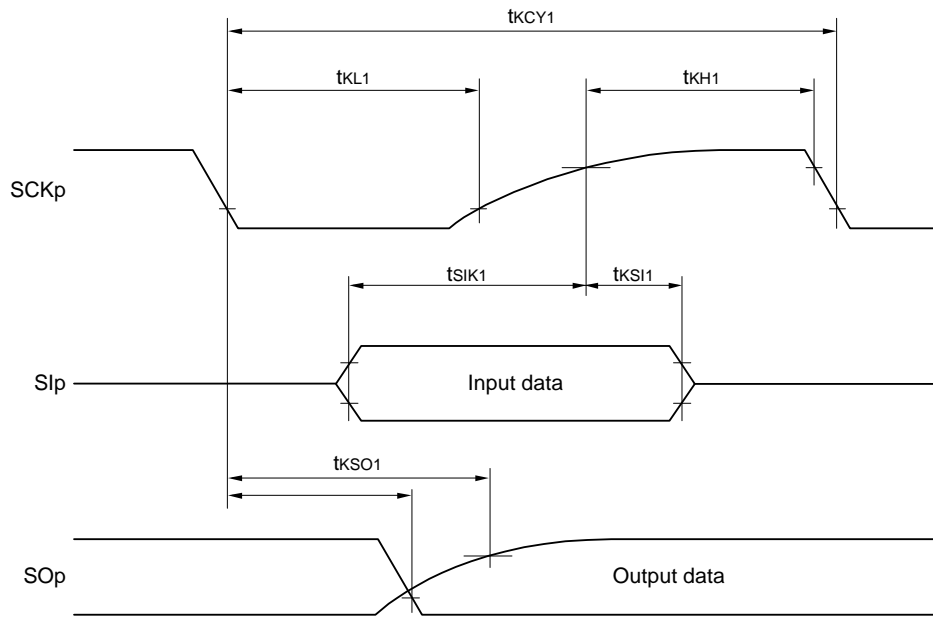 tKCY1
tKL1
tKH1
SCKp
tSIK1
tKSI1
SIp
Input data
tKSO1
SOp
Output data